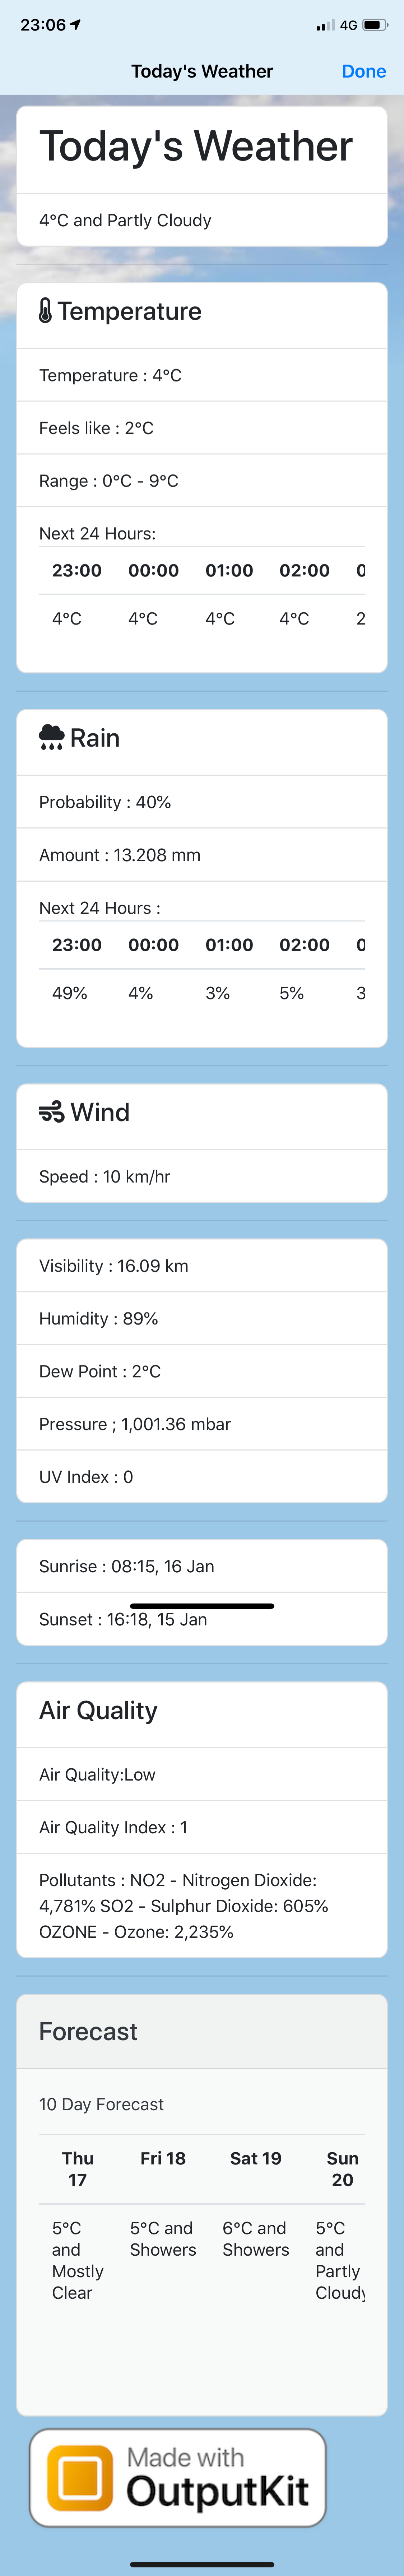 23:06
4G
Today's Weather
Done
Today's Weather
4°C and Partly Cloudy
Temperature
Temperature : 4°C
Feels like : 2°C
Range : 0°C - 9°C
Next 24 Hours:
23:00 00:00 01:00 02:00 0
4°C 4°C 4°C 4°C 2
Rain
Probability : 40%
Amount : 13.208 mm
Next 24 Hours :
23:00 00:00 01:00 02:00 0
49% 4% 3% 5% 3
Wind
Speed : 10 km/hr
Visibility : 16.09 km
Humidity : 89%
Dew Point : 2°C
Pressure ; 1,001.36 mbar
UV Index : 0
Sunrise : 08:15, 16 Jan
Sunset : 16:18, 15 Jan
Air Quality
Air Quality:Low
Air Quality Index : 1
Pollutants : NO2 - Nitrogen Dioxide:
4,781% SO2 - Sulphur Dioxide: 605%
OZONE - Ozone: 2,235%
Forecast
10 Day Forecast
Thu 17 Fri 18 Sat 19 Sun 20
5°C and Mostly Clear
5°C and Showers
6°C and Showers
5°C and Partly Cloudy
Made with
OutputKit